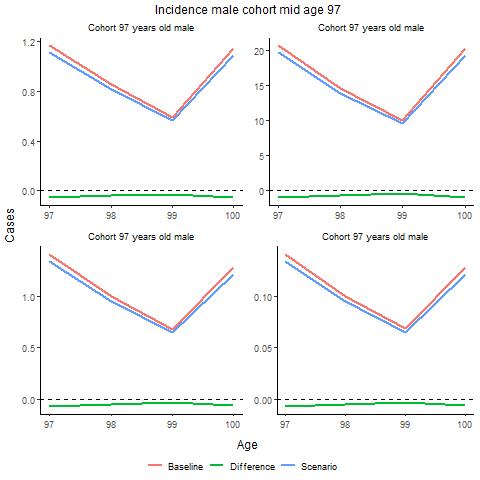 Incidence male cohort mid age 97
Cohort 97 years old male
Cohort 97 years old male
1.2
0.8
0.4
0.0
97 98 99 100
20
15
10
5
0
97 98 99 100
Cases
Cohort 97 years old male
Cohort 97 years old male
1.0
0.5
0.0
97 98 99 100
0.10
0.05
0.00
97 98 99 100
Age
Baseline Difference Scenario